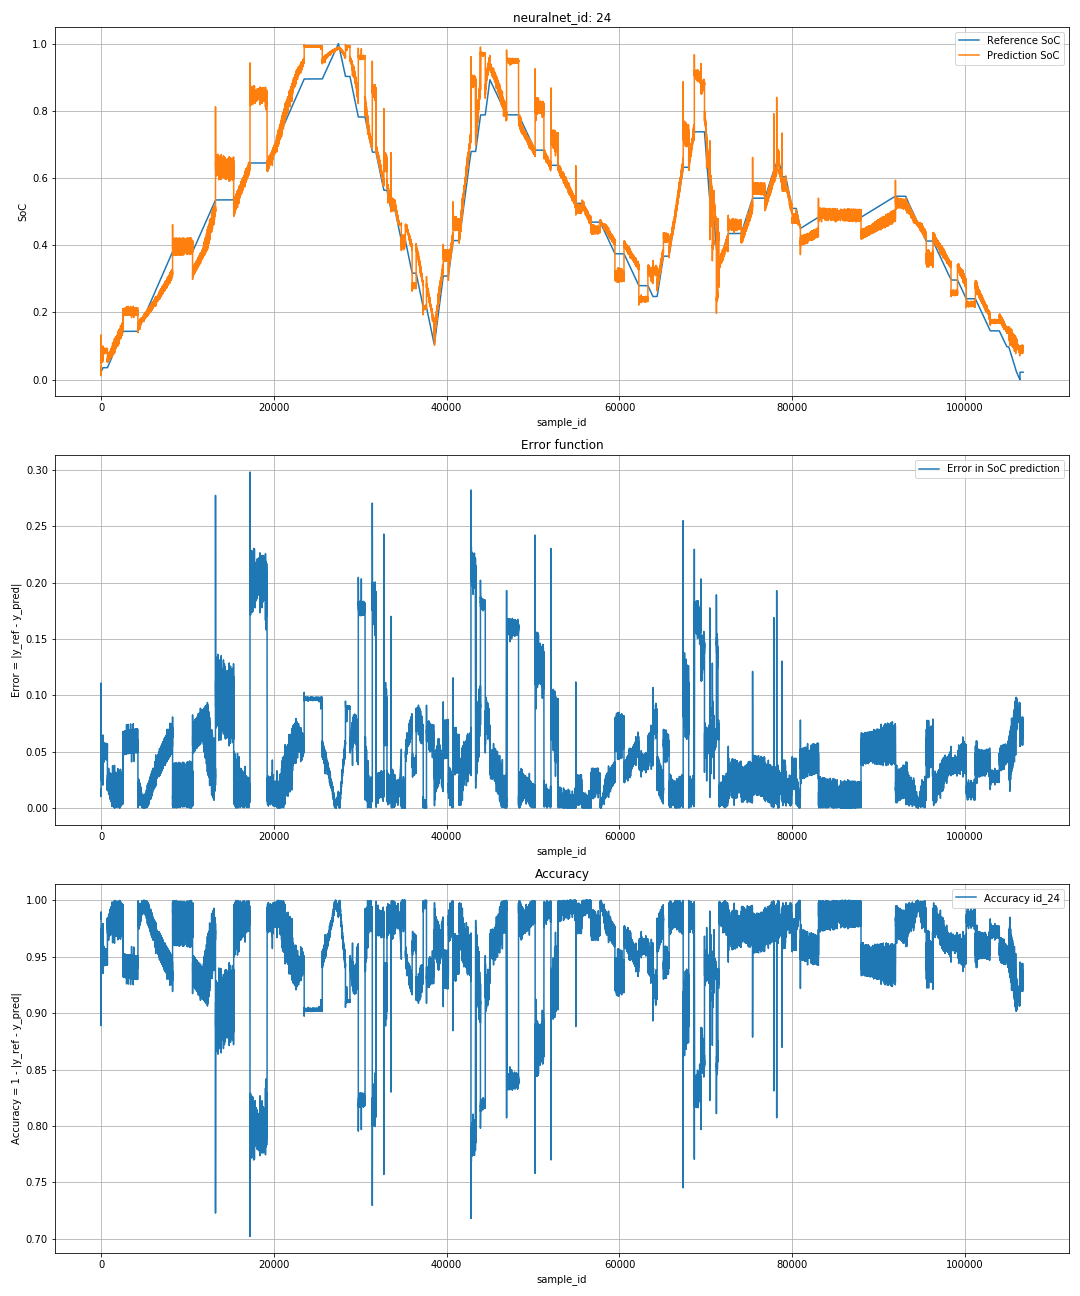 neuralnet_id: 24
1.0
0.8
0.6
0.4
0.2
0.0
SoC
Reference SoC
Prediction SoC
0 20000 40000 60000 80000 100000
sample_id
Error function
0.30
0.25
0.20
0.15
0.10
0.05
0.00
Error = |y_ref - y_pred|
Error in SoC prediction
0 20000 40000 60000 80000 100000
sample_id
Accuracy
1.00
0.95
0.90
0.85
0.80
0.75
0.70
Accuracy = 1 - |y_ref - y_pred|
Accuracy id_24
0 20000 40000 60000 80000 100000
sample_id